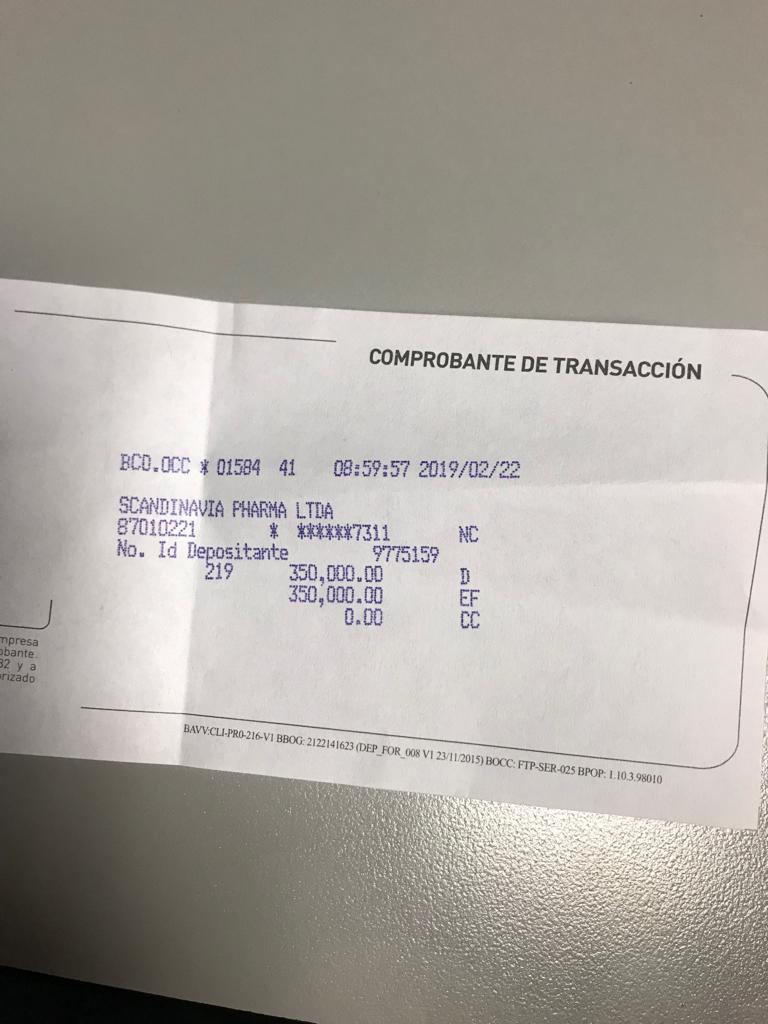 COMPROBANTE DE TRANSACCIÓN
BCO.OCC * 01584 41 08:59:57 2019/02/22
SCANDINAVIA PHARMA LTDA
87010221 * ******7311 NC
No. Id Depositante 9775159
219 350,000.00 D
350,000.00 EF
0.00 CC
mpresa
obante.
32 y a
orizado
BAVV:CLI-PR0-216-V1 BBOG: 2122141623 (DEP_FOR_008 V1 23/11/2015) BOCC: FTP-SER-025 BPOP: 1.10.3.98010